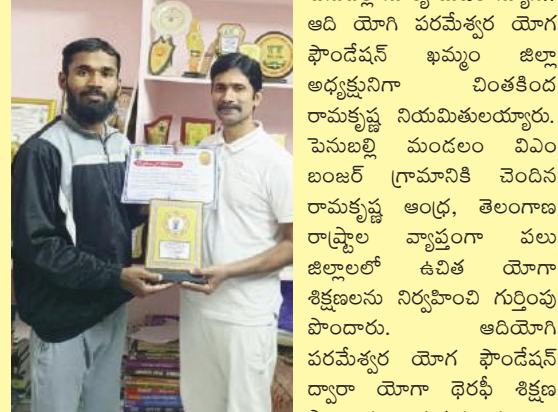 ఆది యోగి పరమేశ్వర యోగ
ఫౌండేషన్ ఖమ్మం జిల్లా
అధ్యక్షునిగా చింతకింద
రామకృష్ణ నియమితులయ్యారు.
పెనుబల్లి మండలం విఎం
బంజర్ గ్రామానికి చెందిన
రామకృష్ణ ఆంధ్ర, తెలంగాణ
రాష్ట్రాల వ్యాప్తంగా పలు
జిల్లాలలో ఉచిత యోగా
శిక్షణలను నిర్వహించి గుర్తింపు
పొందారు. ఆదియోగి
పరమేశ్వర యోగ ఫౌండేషన్
ద్వారా యోగా థెరఫీ శిక్షణ